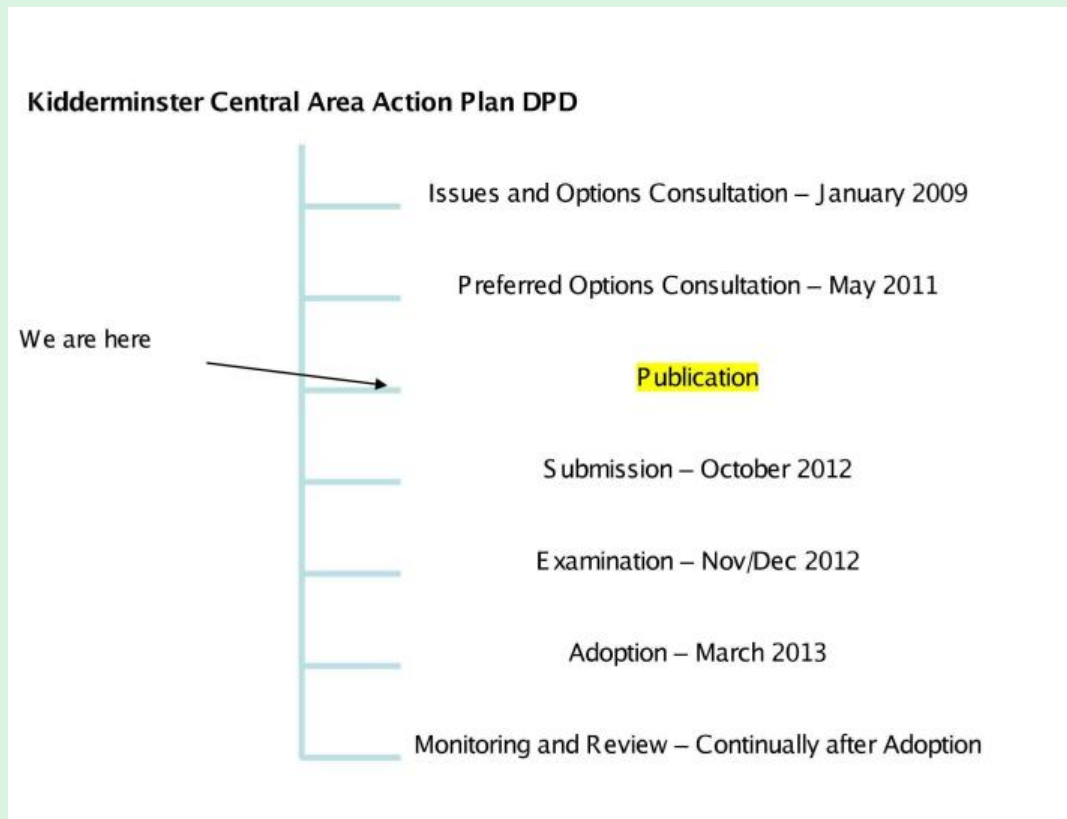 Kidderminster Central Area Action Plan DPD
Issues and Options Consultation – January 2009
Preferred Options Consultation – May 2011
We are here
Publication
Submission – October 2012
Examination – Nov/Dec 2012
Adoption – March 2013
Monitoring and Review – Continually after Adoption